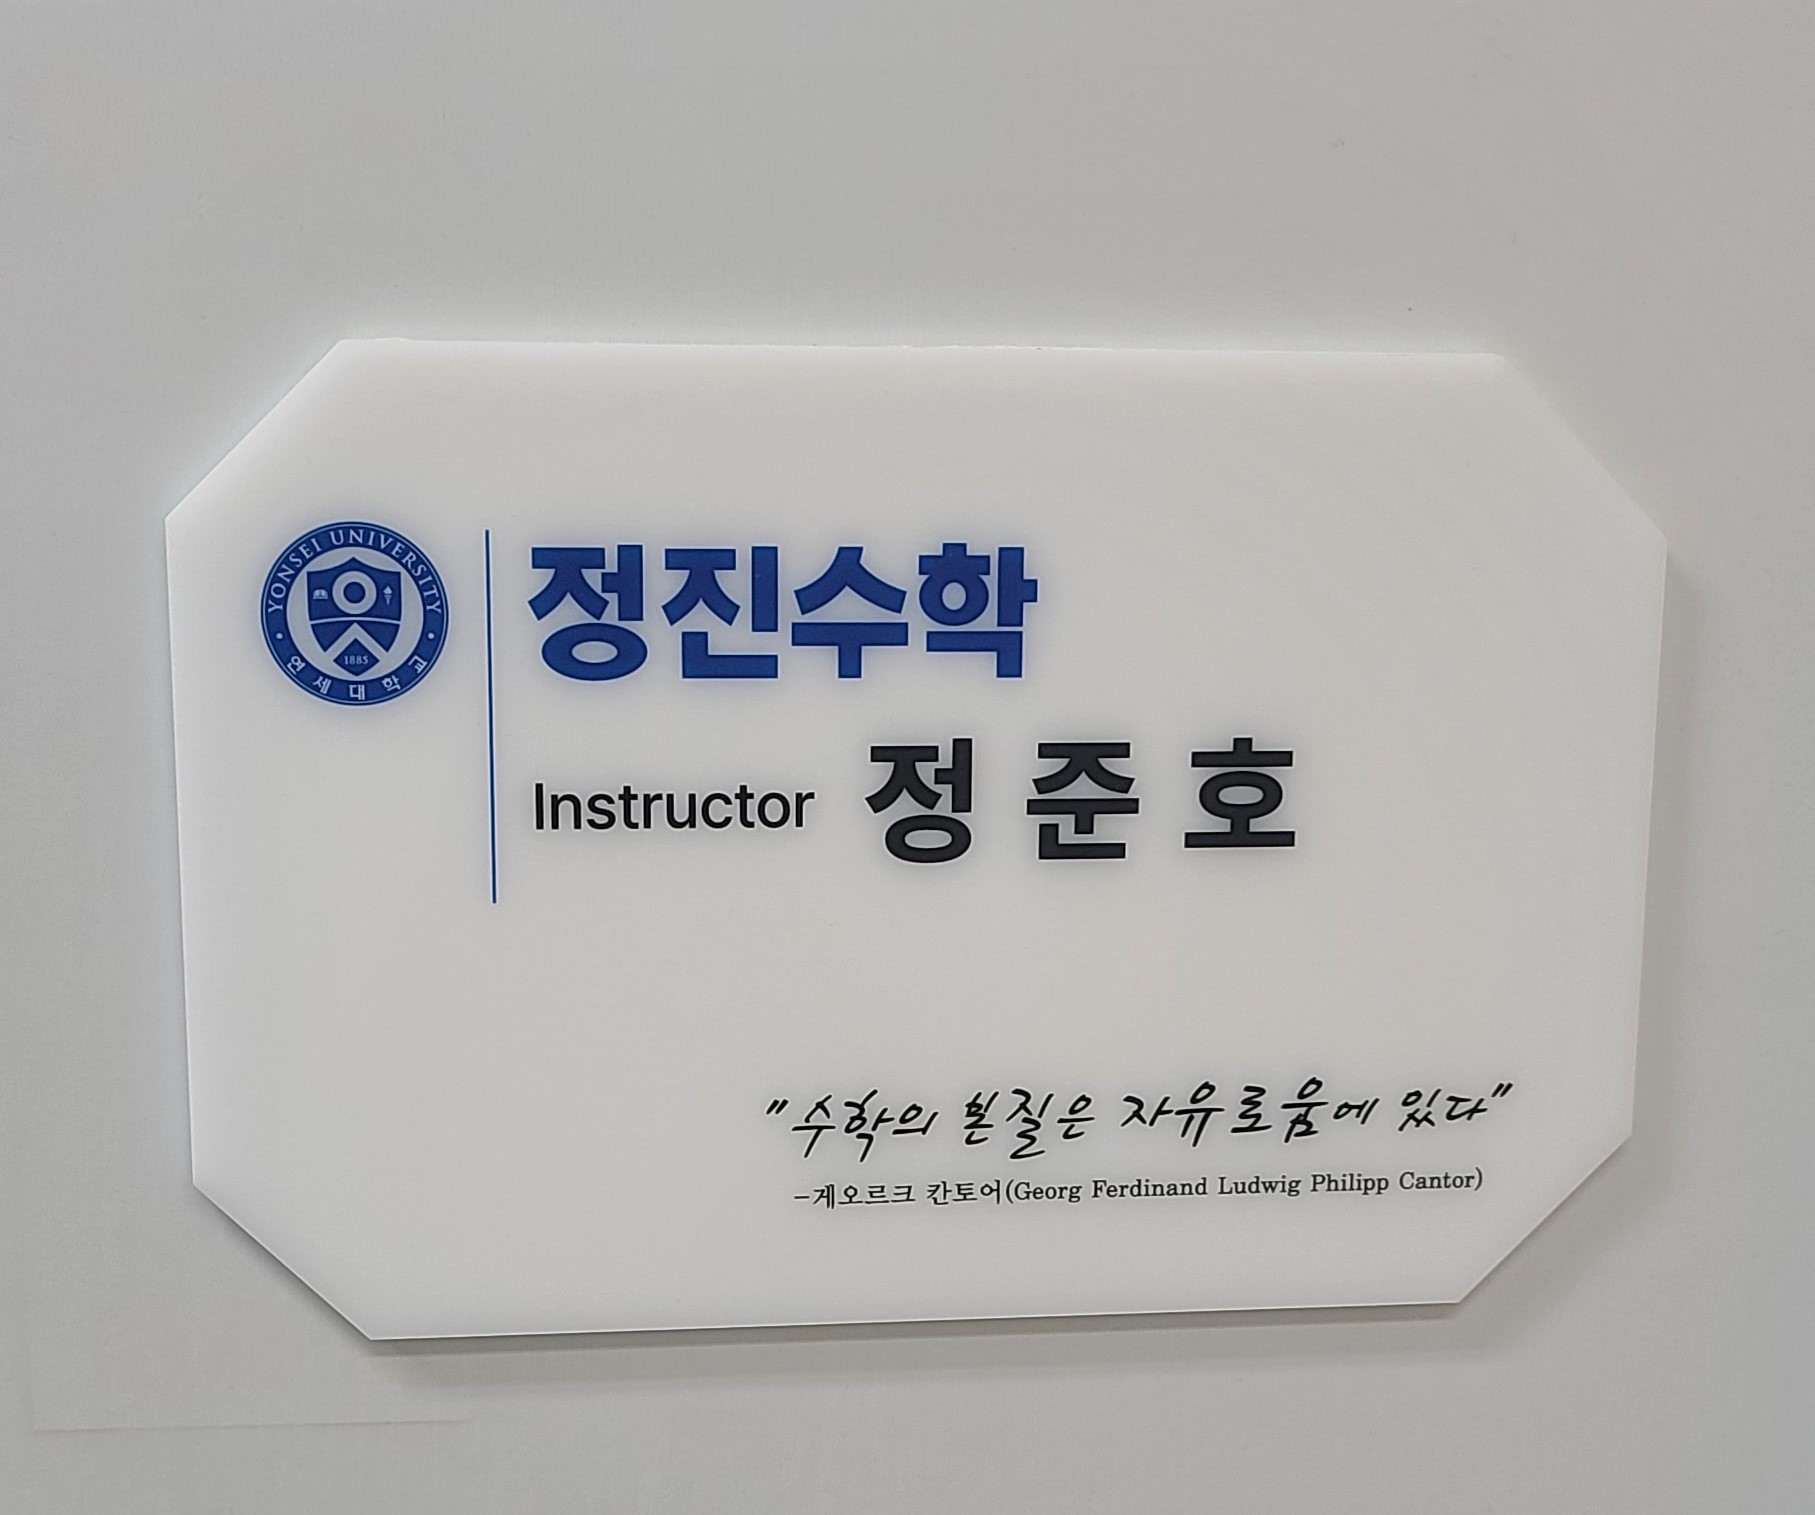 YONSEI UNIVERSITY
1885
연세대학교
정진수학
Instructor 정준호
"수학의 본질은 자유로움에 있다"
-게오르크 칸토어(Georg Ferdinand Ludwig Philipp Cantor)